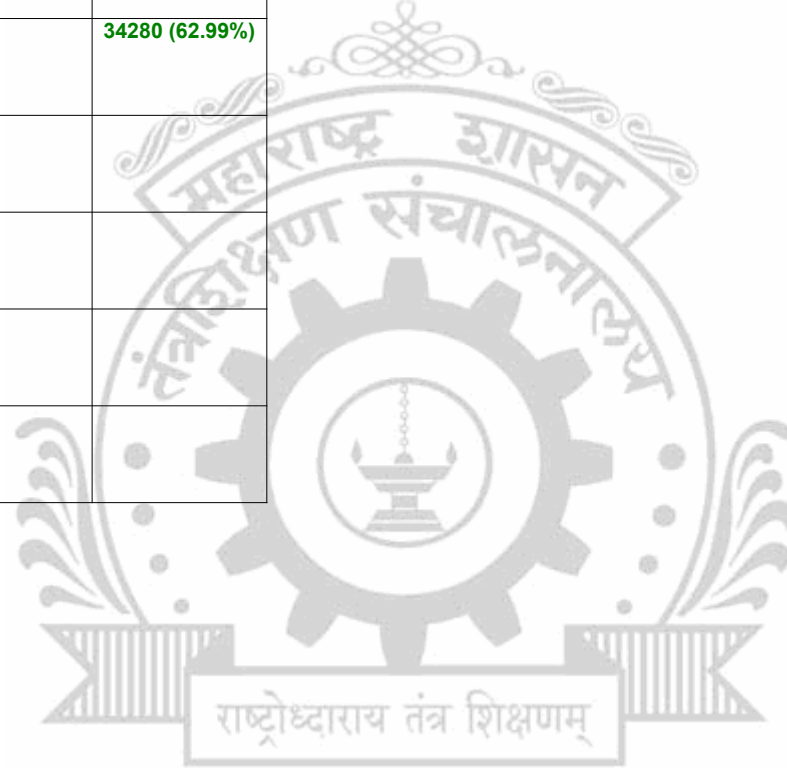 34280 (62.99%)
महाराष्ट्र शासन
तंत्रशिक्षण संचालनालय
राष्ट्रोध्दाराय तंत्र शिक्षणम्